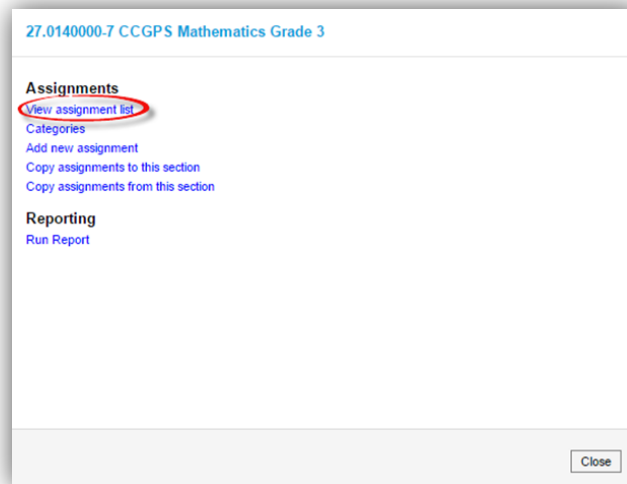 27.0140000-7 CCGPS Mathematics Grade 3
Assignments
View assignment list
Categories
Add new assignment
Copy assignments to this section
Copy assignments from this section
Reporting
Run Report
Close